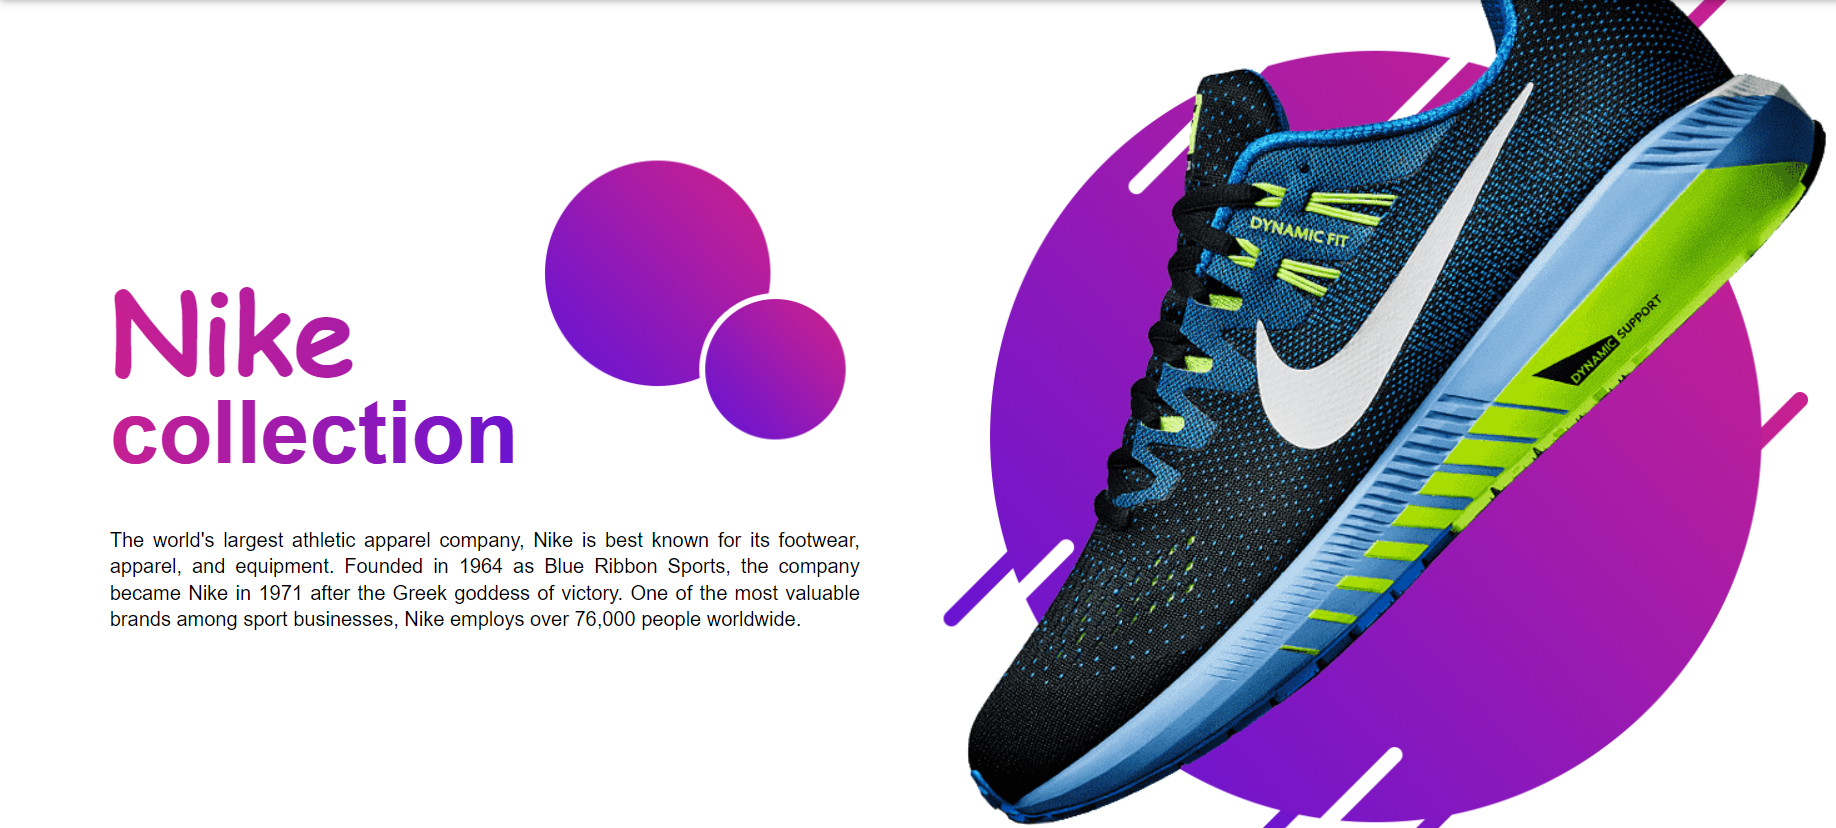 Nike
collection
The world's largest athletic apparel company, Nike is best known for its footwear,
apparel, and equipment. Founded in 1964 as Blue Ribbon Sports, the company
became Nike in 1971 after the Greek goddess of victory. One of the most valuable
brands among sport businesses, Nike employs over 76,000 people worldwide.
DYNAMIC FIT
DYNAMIC SUPPORT